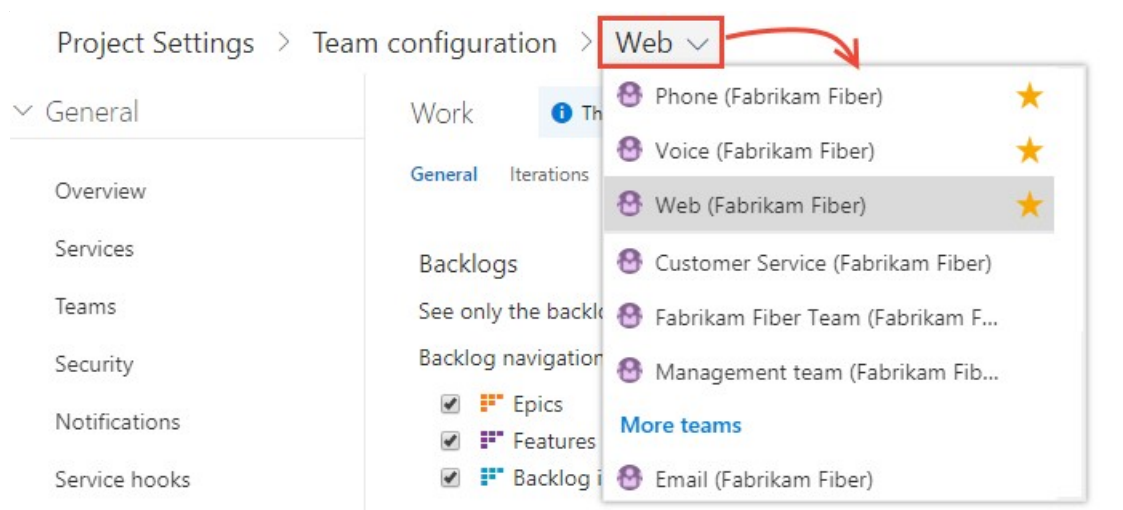 Project Settings > Team configuration > Web
General
Overview
Services
Teams
Security
Notifications
Service hooks
Work
Th
General Iterations
Backlogs
See only the backlo
Backlog navigation
Epics
Features
Backlog i
Phone (Fabrikam Fiber)
Voice (Fabrikam Fiber)
Web (Fabrikam Fiber)
Customer Service (Fabrikam Fiber)
Fabrikam Fiber Team (Fabrikam F...
Management team (Fabrikam Fib...
More teams
Email (Fabrikam Fiber)